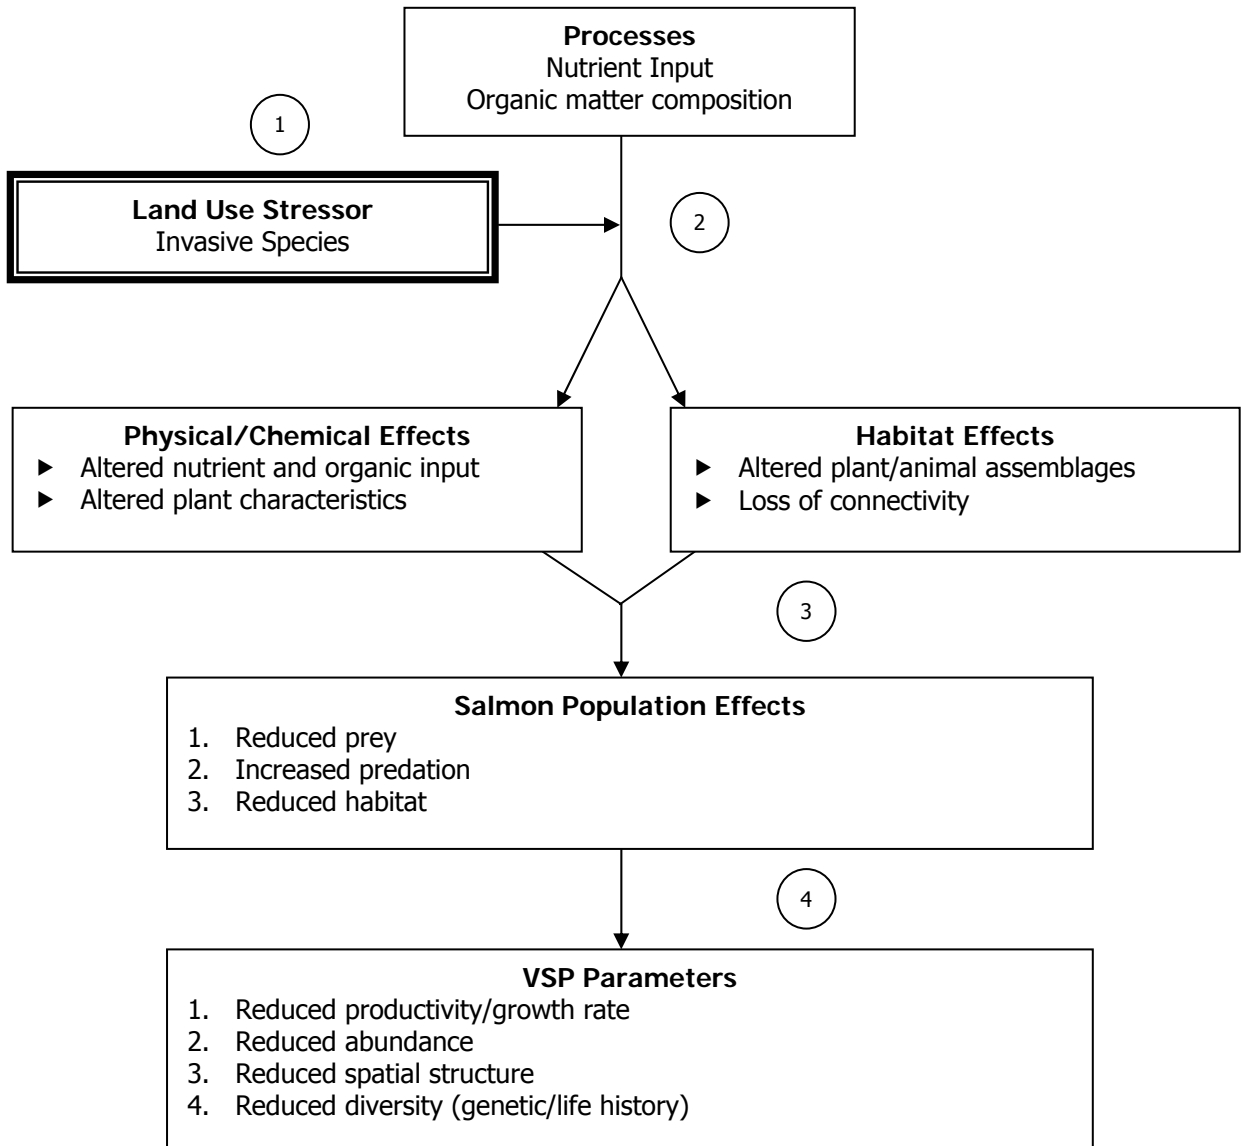 Processes
Nutrient Input
Organic matter composition
1
Land Use Stressor
Invasive Species
2
Physical/Chemical Effects
► Altered nutrient and organic input
► Altered plant characteristics
Habitat Effects
► Altered plant/animal assemblages
► Loss of connectivity
3
Salmon Population Effects
1. Reduced prey
2. Increased predation
3. Reduced habitat
4
VSP Parameters
1. Reduced productivity/growth rate
2. Reduced abundance
3. Reduced spatial structure
4. Reduced diversity (genetic/life history)